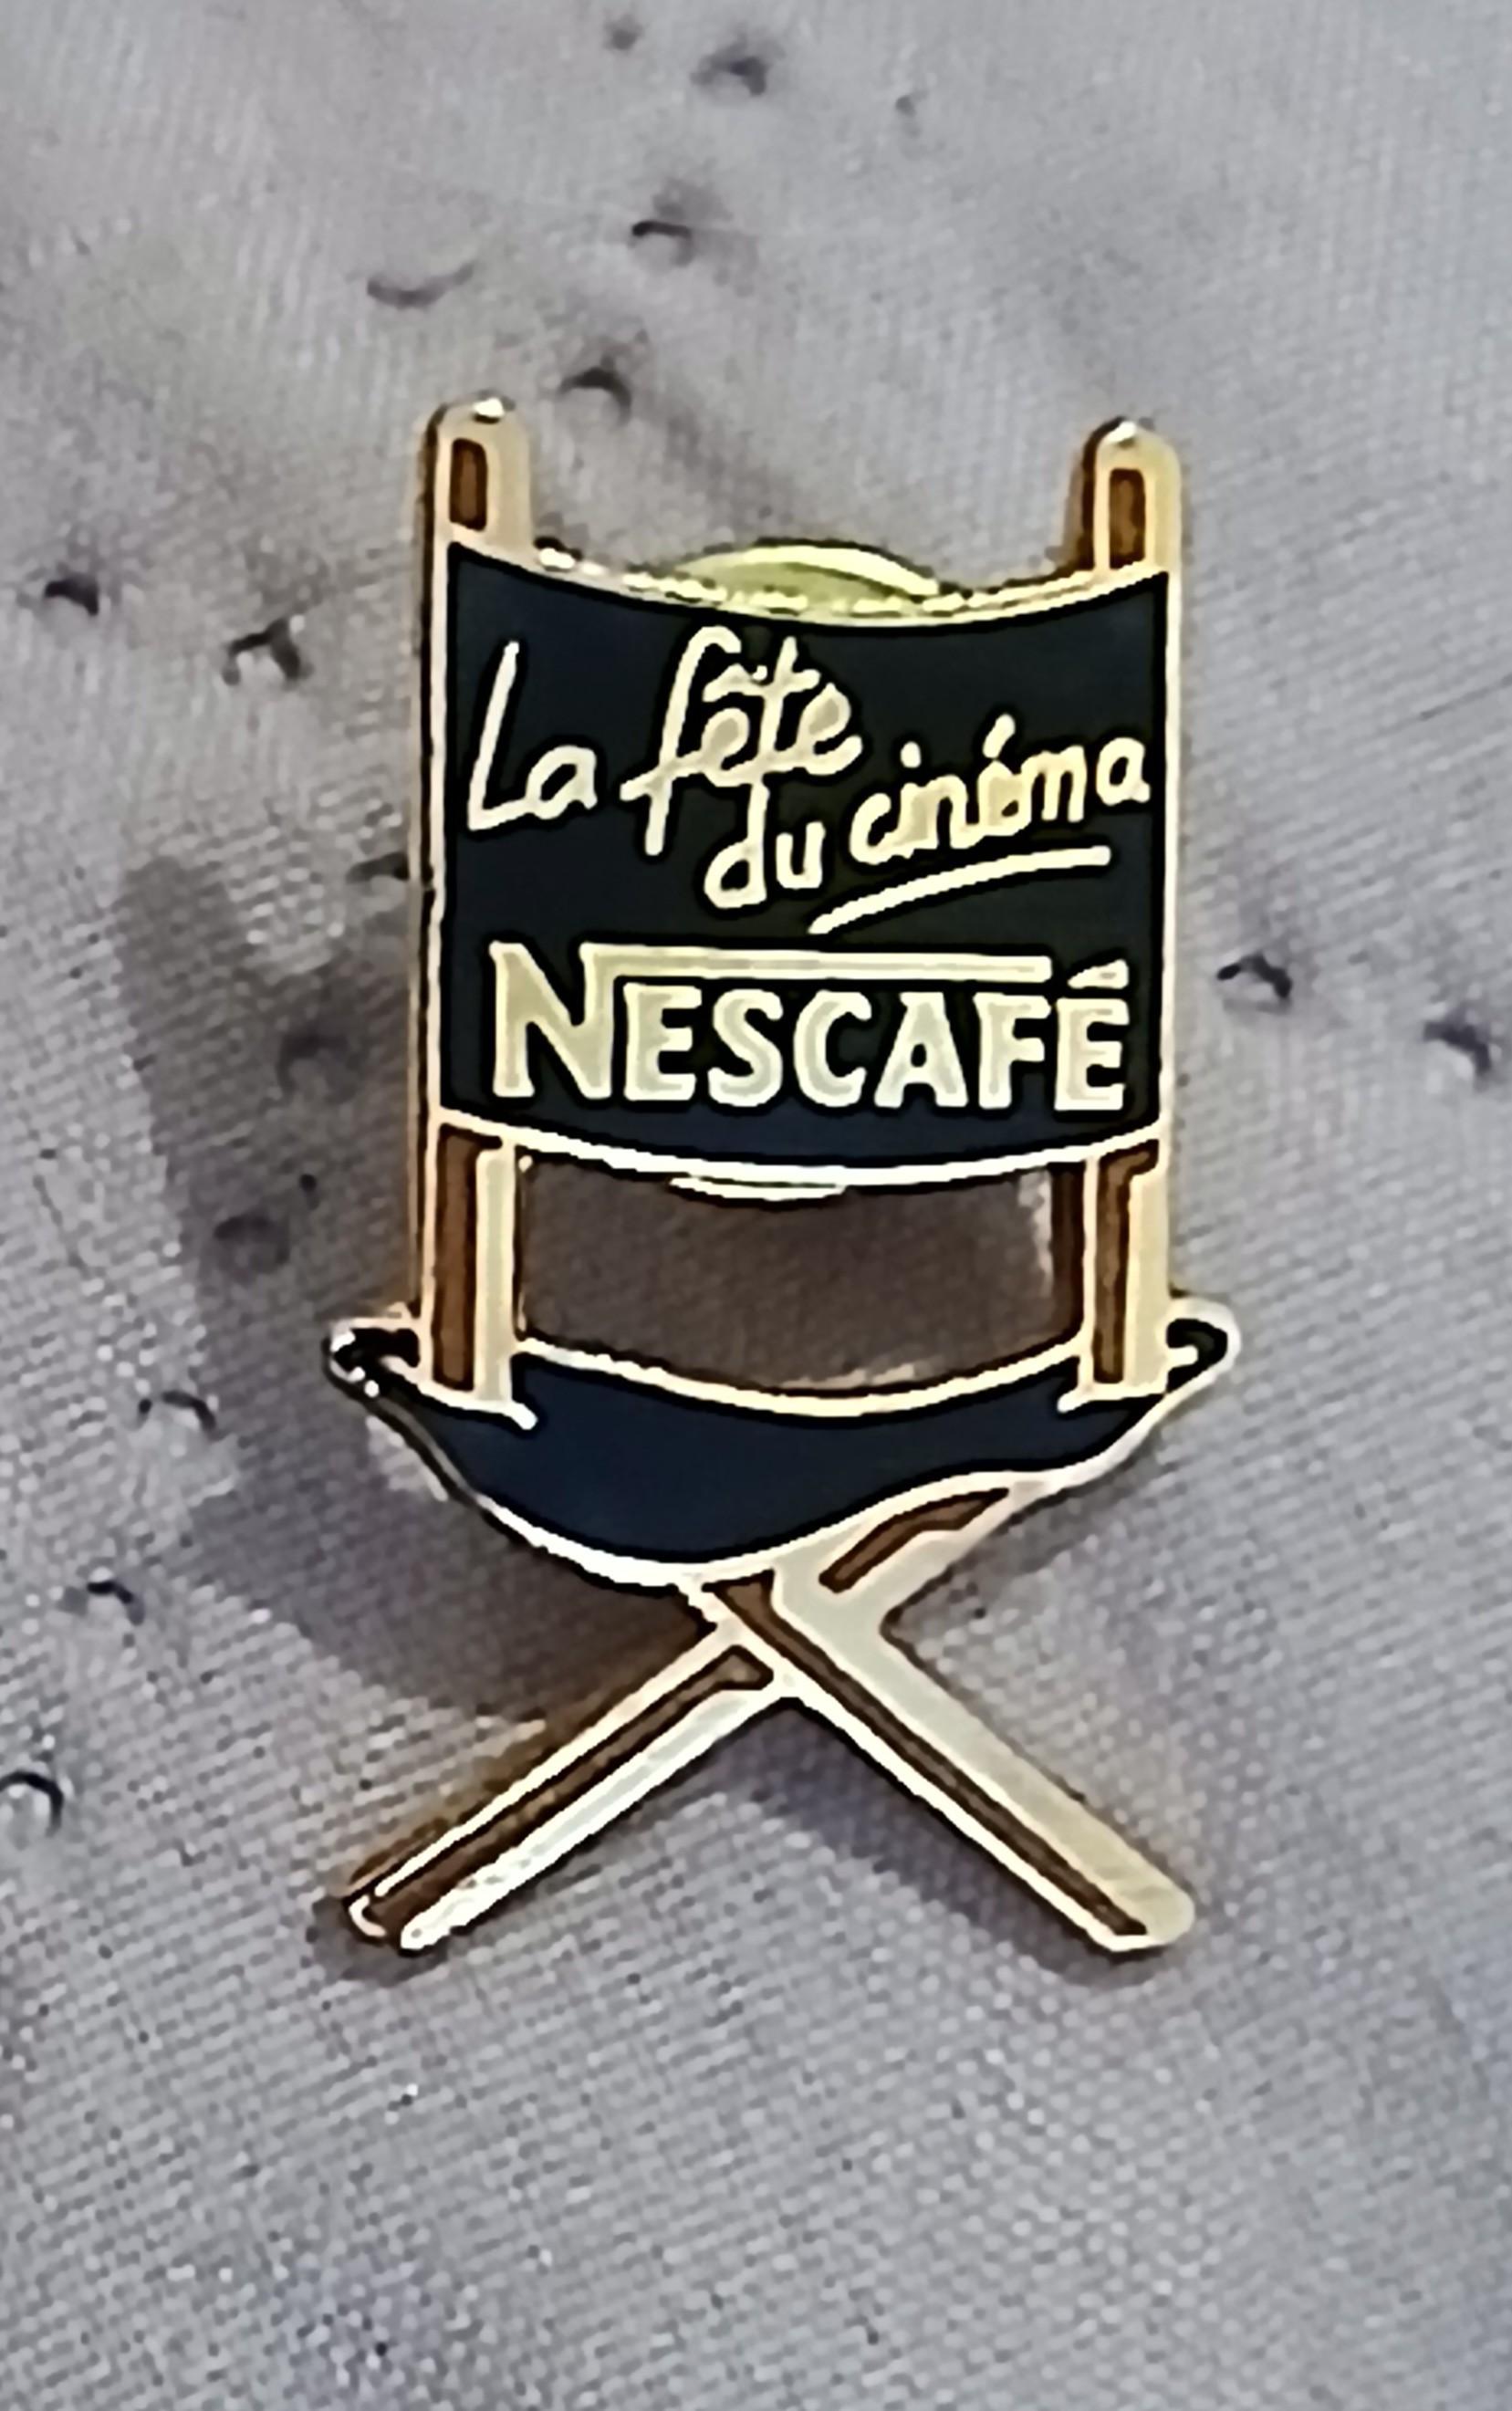 La fête
du cinéma
NESCAFÉ